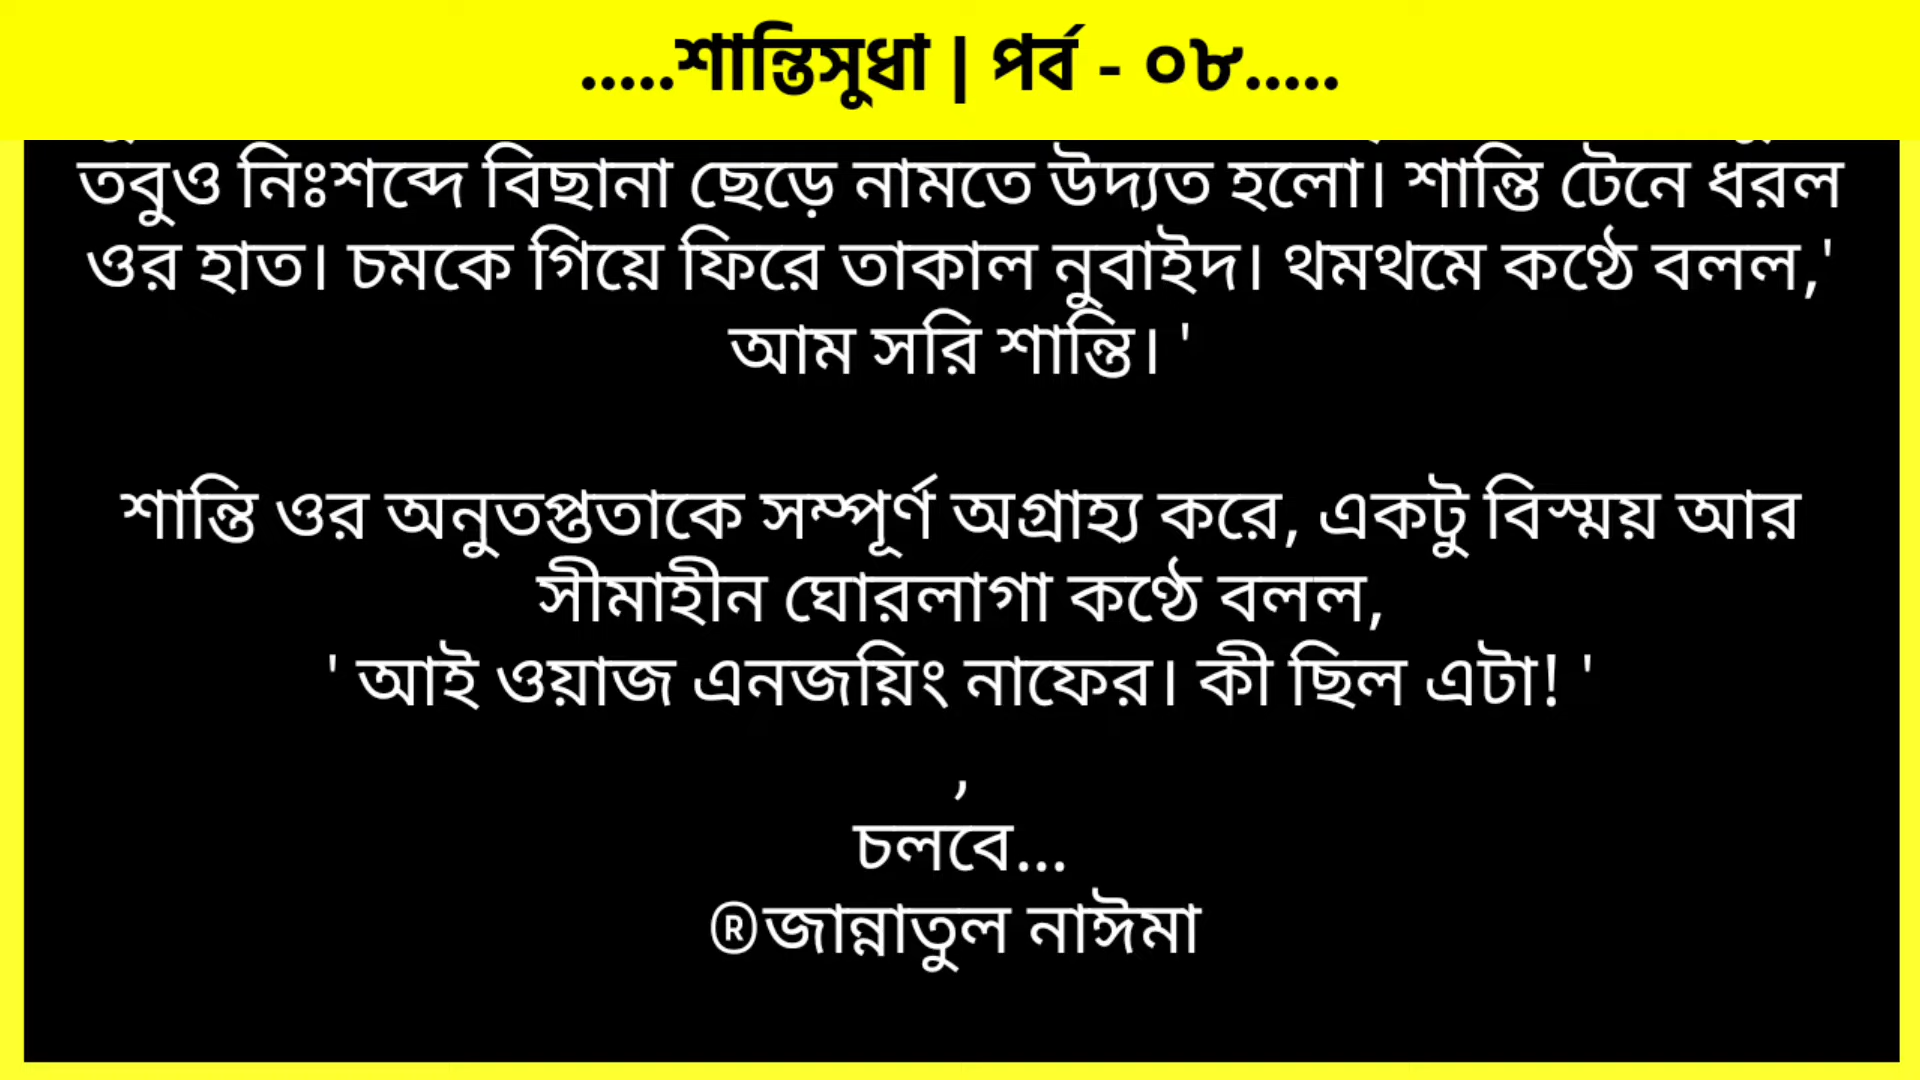 .....শান্তিসুধা | পর্ব - ০৮.....
তবুও নিঃশব্দে বিছানা ছেড়ে নামতে উদ্যত হলো। শান্তি টেনে ধরল
ওর হাত। চমকে গিয়ে ফিরে তাকাল নুবাইদ। থমথমে কণ্ঠে বলল,'
আম সরি শান্তি। '
শান্তি ওর অনুতপ্ততাকে সম্পূর্ণ অগ্রাহ্য করে, একটু বিস্ময় আর
সীমাহীন ঘোরলাগা কণ্ঠে বলল,
' আই ওয়াজ এনজয়িং নাফের। কী ছিল এটা! '
,
চলবে...
®জান্নাতুল নাঈমা